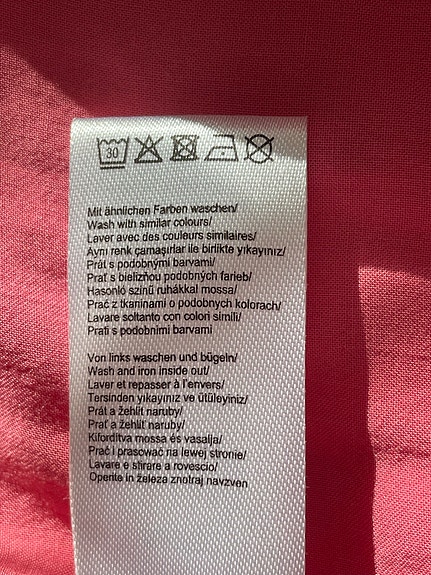 30
Mit ähnlichen Farben waschen/
Wash with similar colours/
Laver avec des couleurs similaires/
Ayni renk çamaşırlar ile birlikte yıkayınız/
Prát s podobnými barvami/
Prať s bielizňou podobných farieb/
Hasonló színű ruhákkal mossa/
Prać z tkaninami o podobnych kolorach/
Lavare soltanto con colori simili/
Prati s podobnimi barvami
Von links waschen und bügeln/
Wash and iron inside out/
Laver et repasser à l'envers/
Tersinden yıkayınız ve ütüleyiniz/
Prát a žehlit naruby/
Prať a žehliť naruby/
Kifordítva mossa és vasalja/
Prać i prasować na lewej stronie/
Lavare e stirare a rovescio/
Operite in železa znotraj navzven